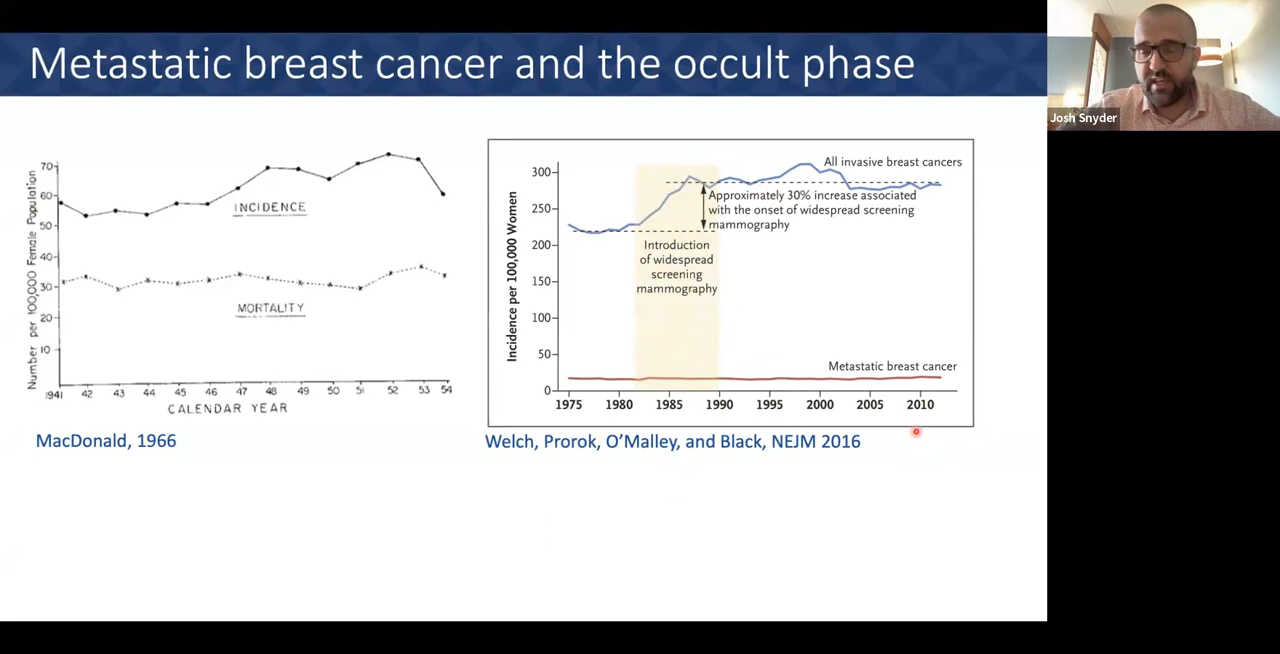 Metastatic breast cancer and the occult phase
Josh Snyder
Number per 100,000 Female Population
70
60
50
40
30
20
10
INCIDENCE
MORTALITY
1941 42 43 44 45 46 47 48 49 50 51 52 53 54
CALENDAR YEAR
MacDonald, 1966
Incidence per 100,000 Women
300
250
200
150
100
50
0
All invasive breast cancers
Approximately 30% increase associated
with the onset of widespread screening
mammography
Introduction
of widespread
screening
mammography
Metastatic breast cancer
1975 1980 1985 1990 1995 2000 2005 2010
Welch, Prorok, O’Malley, and Black, NEJM 2016